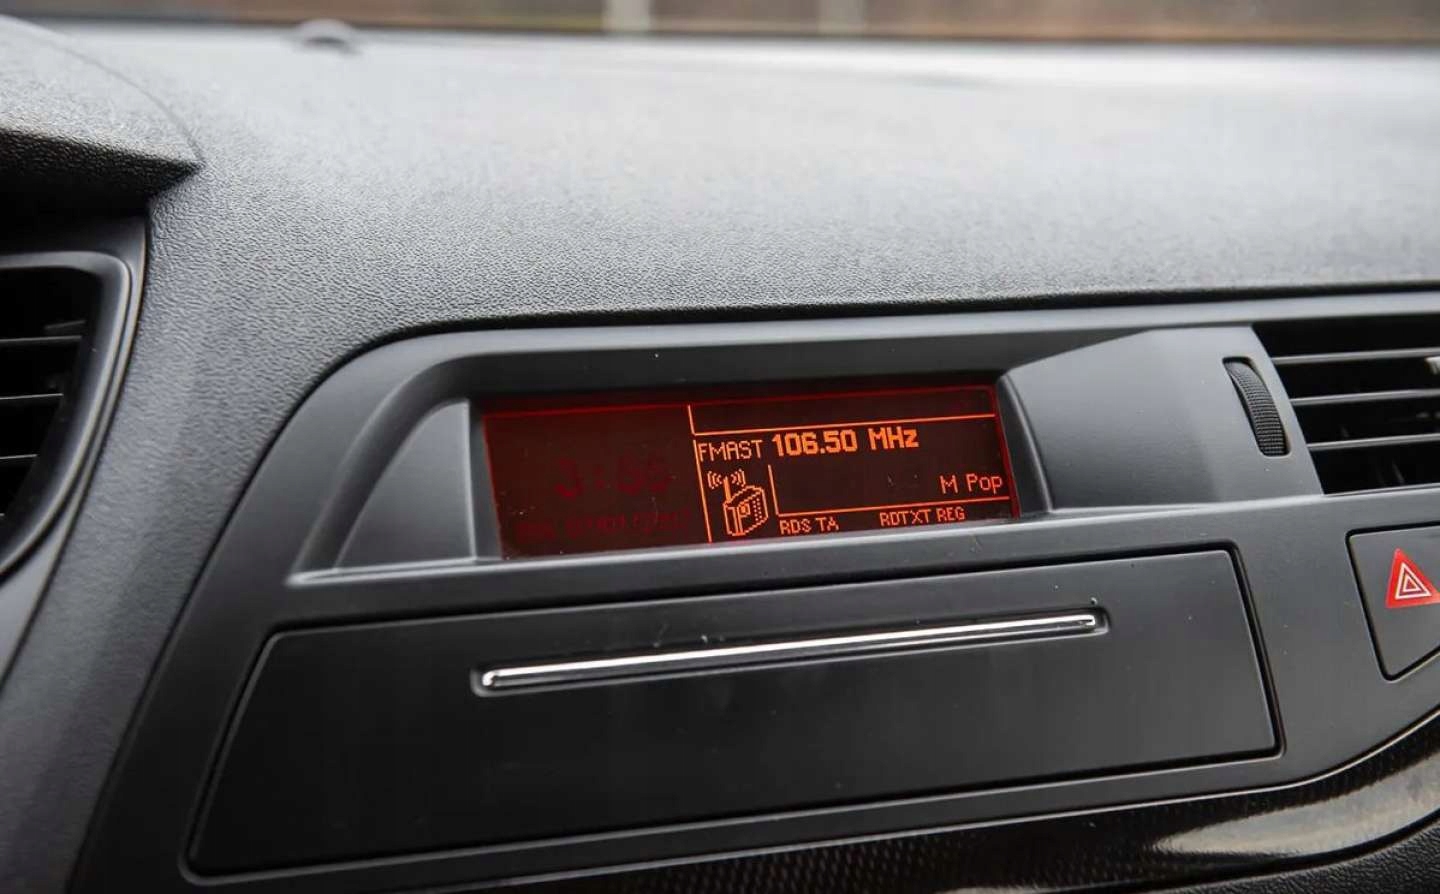 FMAST 106.50 MHz
M Pop
RDS TA RDTXT REG